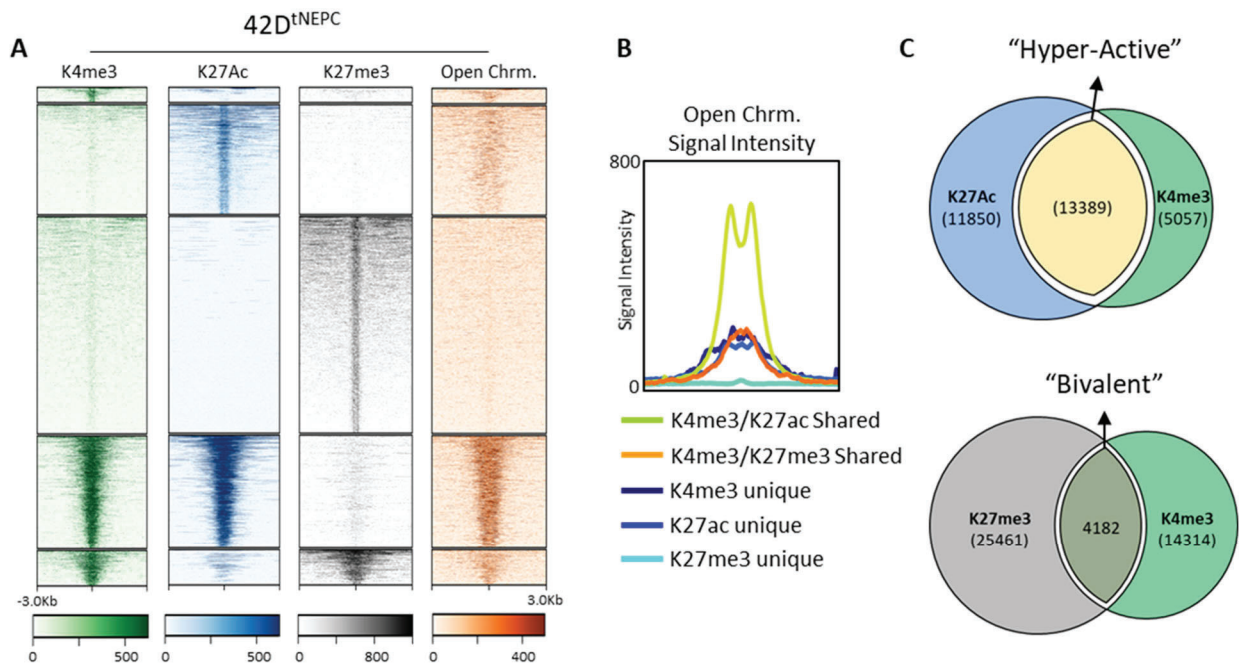 42DtNEPC
A
K4me3
K27Ac
K27me3
Open Chrm.
-3.0Kb
3.0Kb
0
500
0
500
0
800
0
400
B
Open Chrm.
Signal Intensity
800
Signal Intensity
0
K4me3/K27ac Shared
K4me3/K27me3 Shared
K4me3 unique
K27ac unique
K27me3 unique
C
“Hyper-Active”
K27Ac
(11850)
(13389)
K4me3
(5057)
“Bivalent”
K27me3
(25461)
4182
K4me3
(14314)